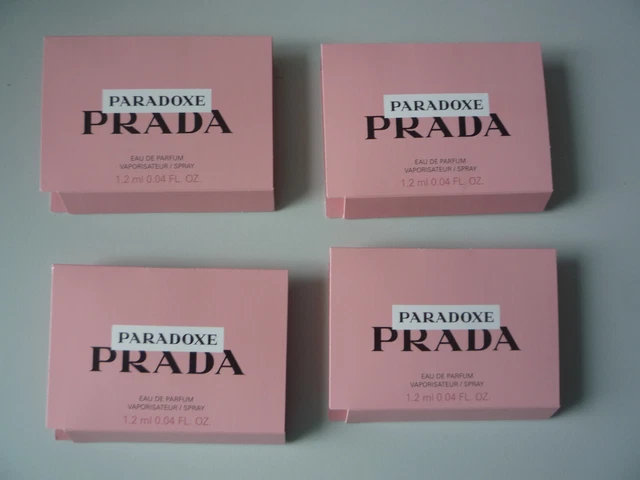 PARADOXE
PRADA
EAU DE PARFUM
VAPORISATEUR / SPRAY
1.2 ml 0.04 FL. OZ.
PARADOXE
PRADA
EAU DE PARFUM
VAPORISATEUR / SPRAY
1.2 ml 0.04 FL. OZ.
PARADOXE
PRADA
EAU DE PARFUM
VAPORISATEUR / SPRAY
1.2 ml 0.04 FL. OZ.
PARADOXE
PRADA
EAU DE PARFUM
VAPORISATEUR / SPRAY
1.2 ml 0.04 FL. OZ.